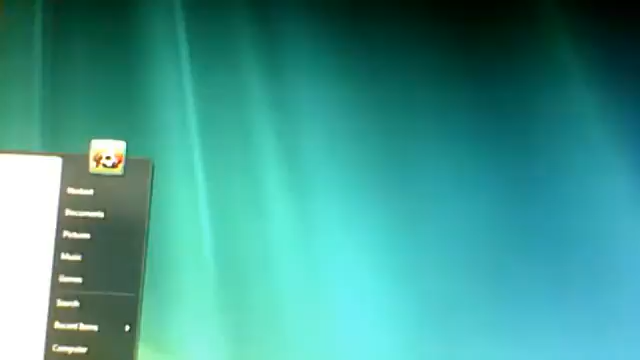 Documents
Pictures
Music
Games
Search
Recent Items
Computer